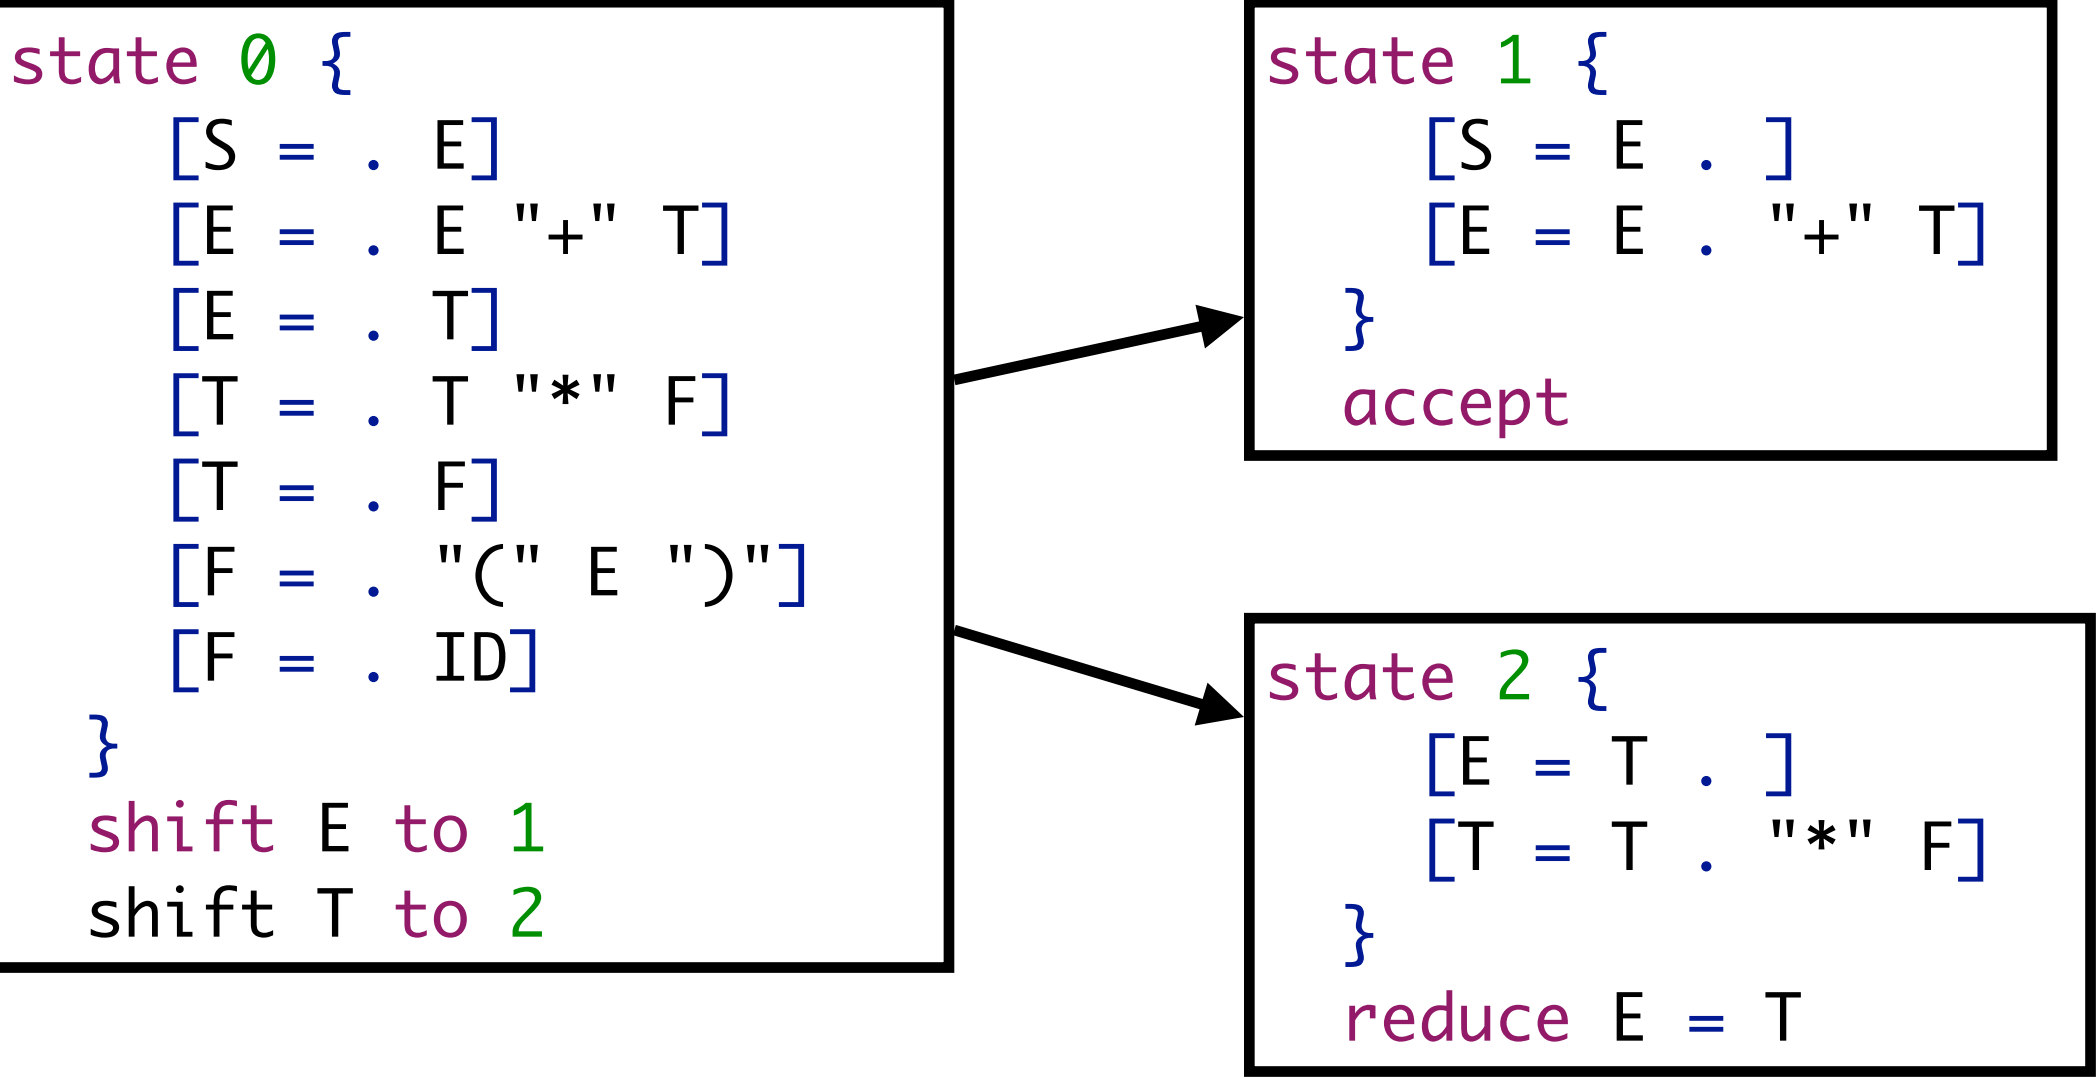 state 0 {
[S = . E]
[E = . E "+" T]
[E = . T]
[T = . T "*" F]
[T = . F]
[F = . "(" E ")"]
[F = . ID]
}
shift E to 1
shift T to 2
state 1 {
[S = E . ]
[E = E . "+" T]
}
accept
state 2 {
[E = T . ]
[T = T . "*" F]
}
reduce E = T